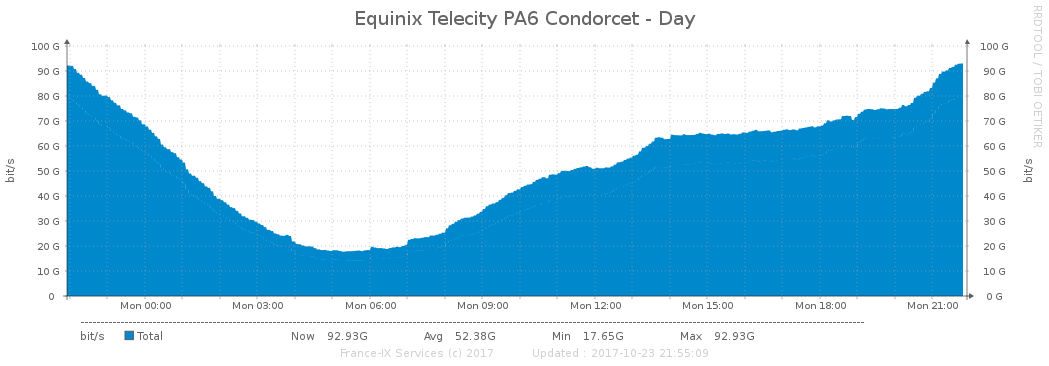 Equinix Telecity PA6 Condorcet - Day
RRDTOOL / TOBI OETIKER
bit/s
bit/s
100 G 100 G
90 G 90 G
80 G 80 G
70 G 70 G
60 G 60 G
50 G 50 G
40 G 40 G
30 G 30 G
20 G 20 G
10 G 10 G
0 0 G
Mon 00:00 Mon 03:00 Mon 06:00 Mon 09:00 Mon 12:00 Mon 15:00 Mon 18:00 Mon 21:00
bit/s Total Now 92.93G Avg 52.38G Min 17.65G Max 92.93G
France-IX Services (c) 2017 Updated : 2017-10-23 21:55:09